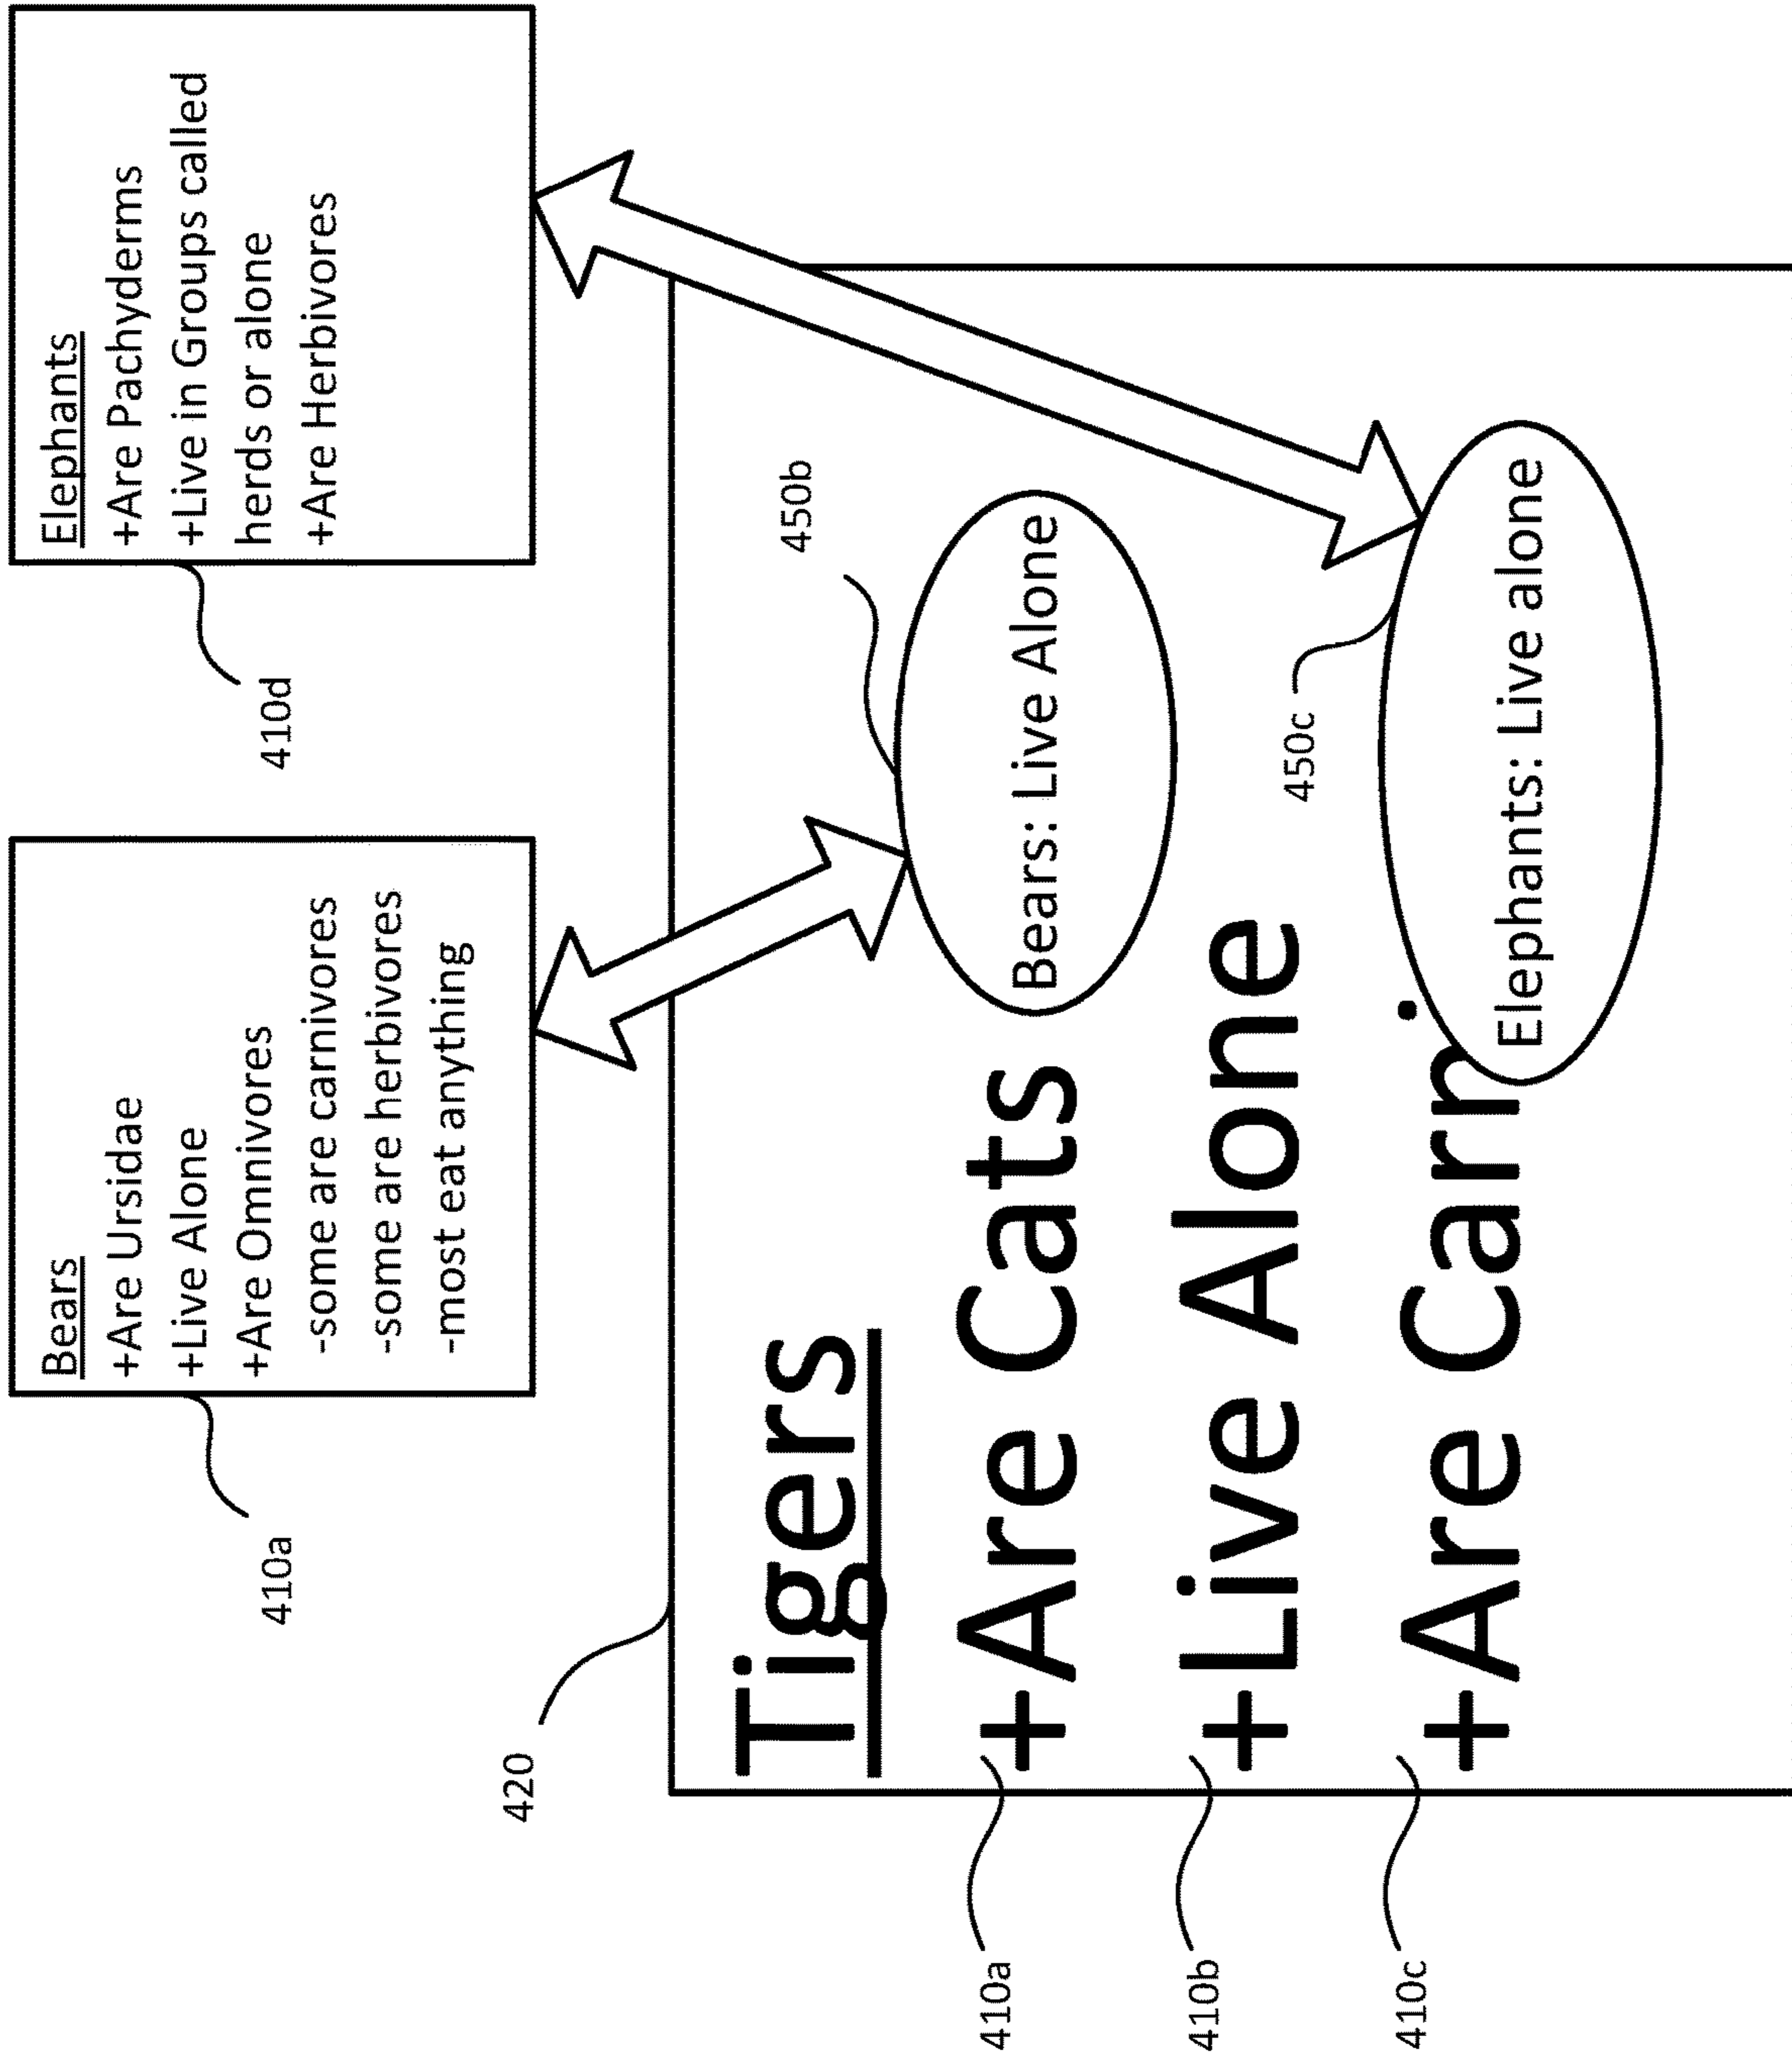 Bears
+Are Ursidae
+Live Alone
+Are Omnivores
-some are carnivores
-some are herbivores
-most eat anything
410a
Elephants
+Are Pachyderms
+Live in Groups called
herds or alone
+Are Herbivores
410d
420
Tigers
410a
+Are Cats
Bears: Live Alone
450b
410b
+Live Alone
450c
410c
+Are Carni
Elephants: Live alone